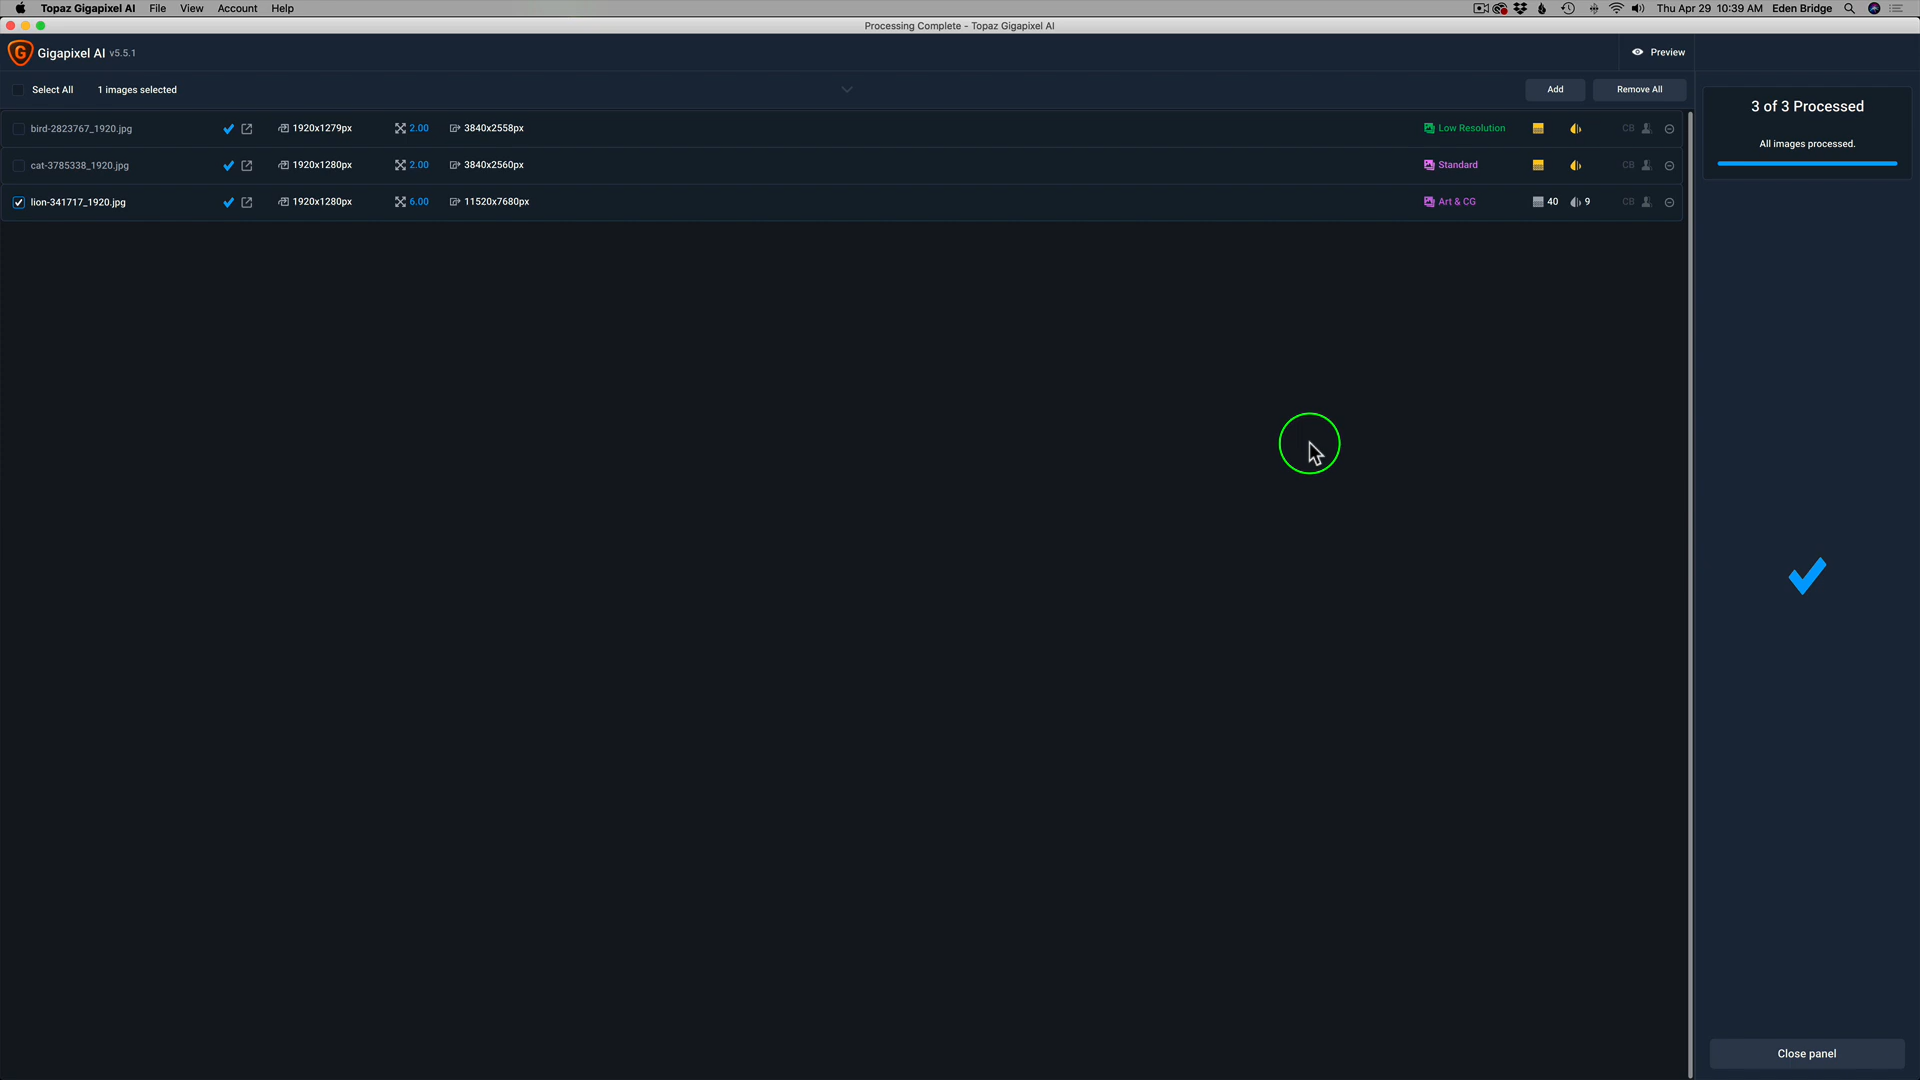 Topaz Gigapixel AI File View Account Help Thu Apr 29 10:39 AM Eden Bridge
Processing Complete - Topaz Gigapixel AI
G Gigapixel AI v5.5.1 Preview
Select All 1 images selected Add Remove All
3 of 3 Processed
bird-2823767_1920.jpg 1920x1279px 2.00 3840x2558px Low Resolution CB
All images processed.
cat-3785338_1920.jpg 1920x1280px 2.00 3840x2560px Standard CB
lion-341717_1920.jpg 1920x1280px 6.00 11520x7680px Art & CG 40 9 CB
Close panel